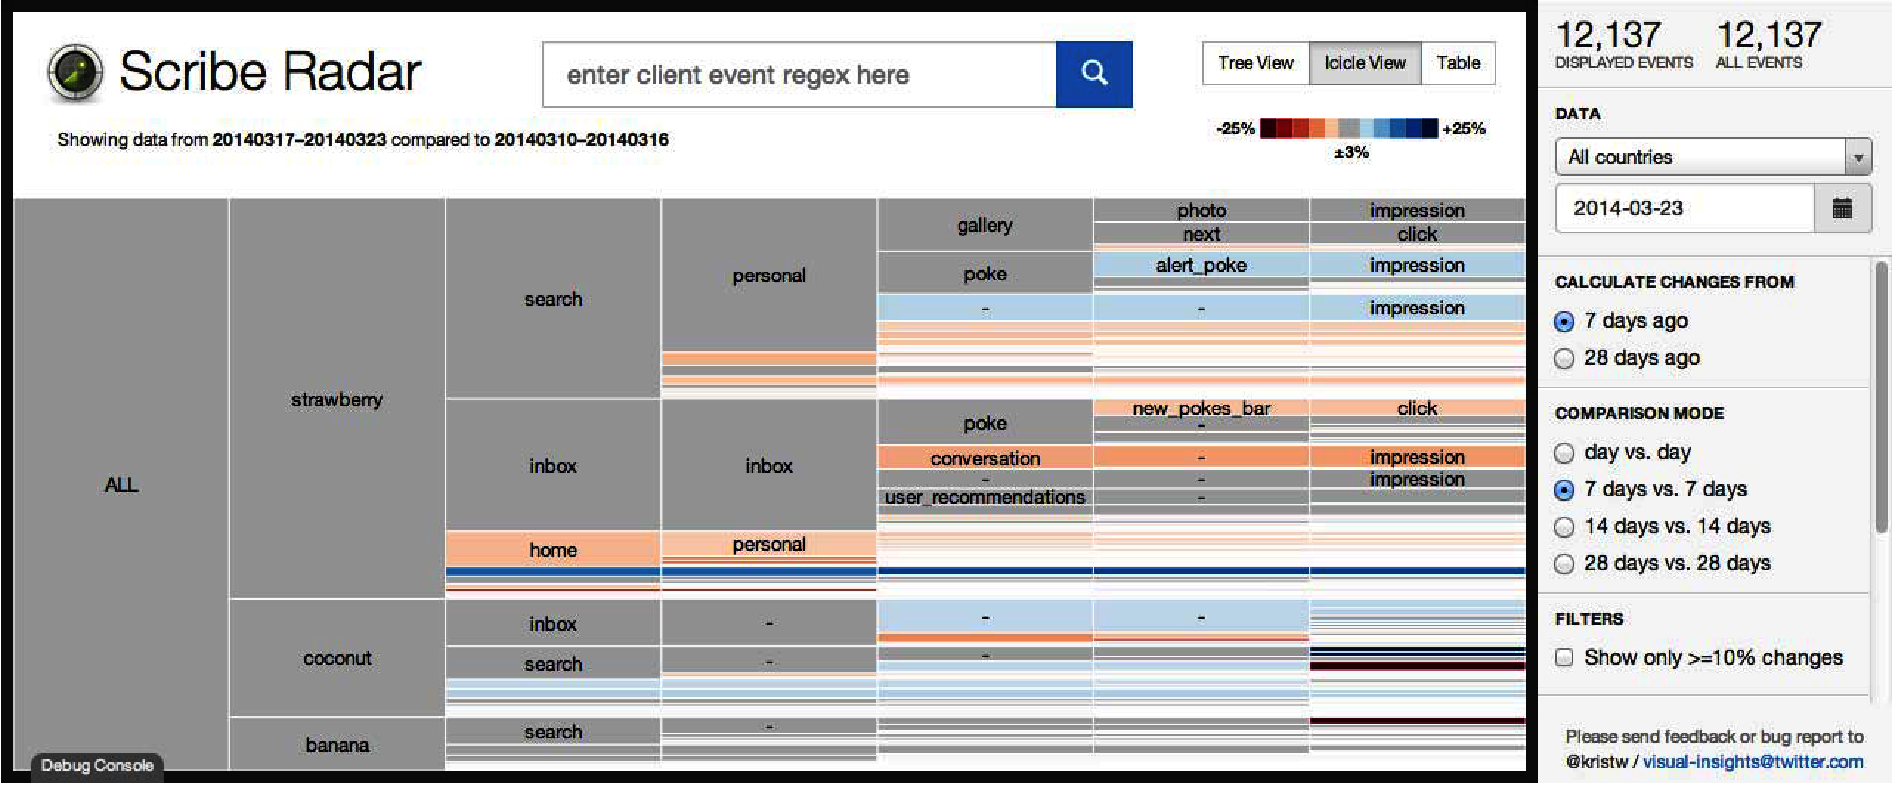 Scribe Radar
enter client event regex here
Tree View Icicle View Table
Showing data from 20140317–20140323 compared to 20140310–20140316
-25% +25%
±3%
ALL
strawberry
search
personal
gallery
photo impression
next click
poke
alert_poke impression
- - impression
inbox
inbox
poke
new_pokes_bar click
-
conversation - impression
- - impression
user_recommendations -
home personal
coconut
inbox - - -
search - -
banana
search -
Debug Console
12,137 12,137
DISPLAYED EVENTS ALL EVENTS
DATA
All countries
2014-03-23
CALCULATE CHANGES FROM
7 days ago
28 days ago
COMPARISON MODE
day vs. day
7 days vs. 7 days
14 days vs. 14 days
28 days vs. 28 days
FILTERS
Show only >=10% changes
Please send feedback or bug report to
@kristw / visual-insights@twitter.com